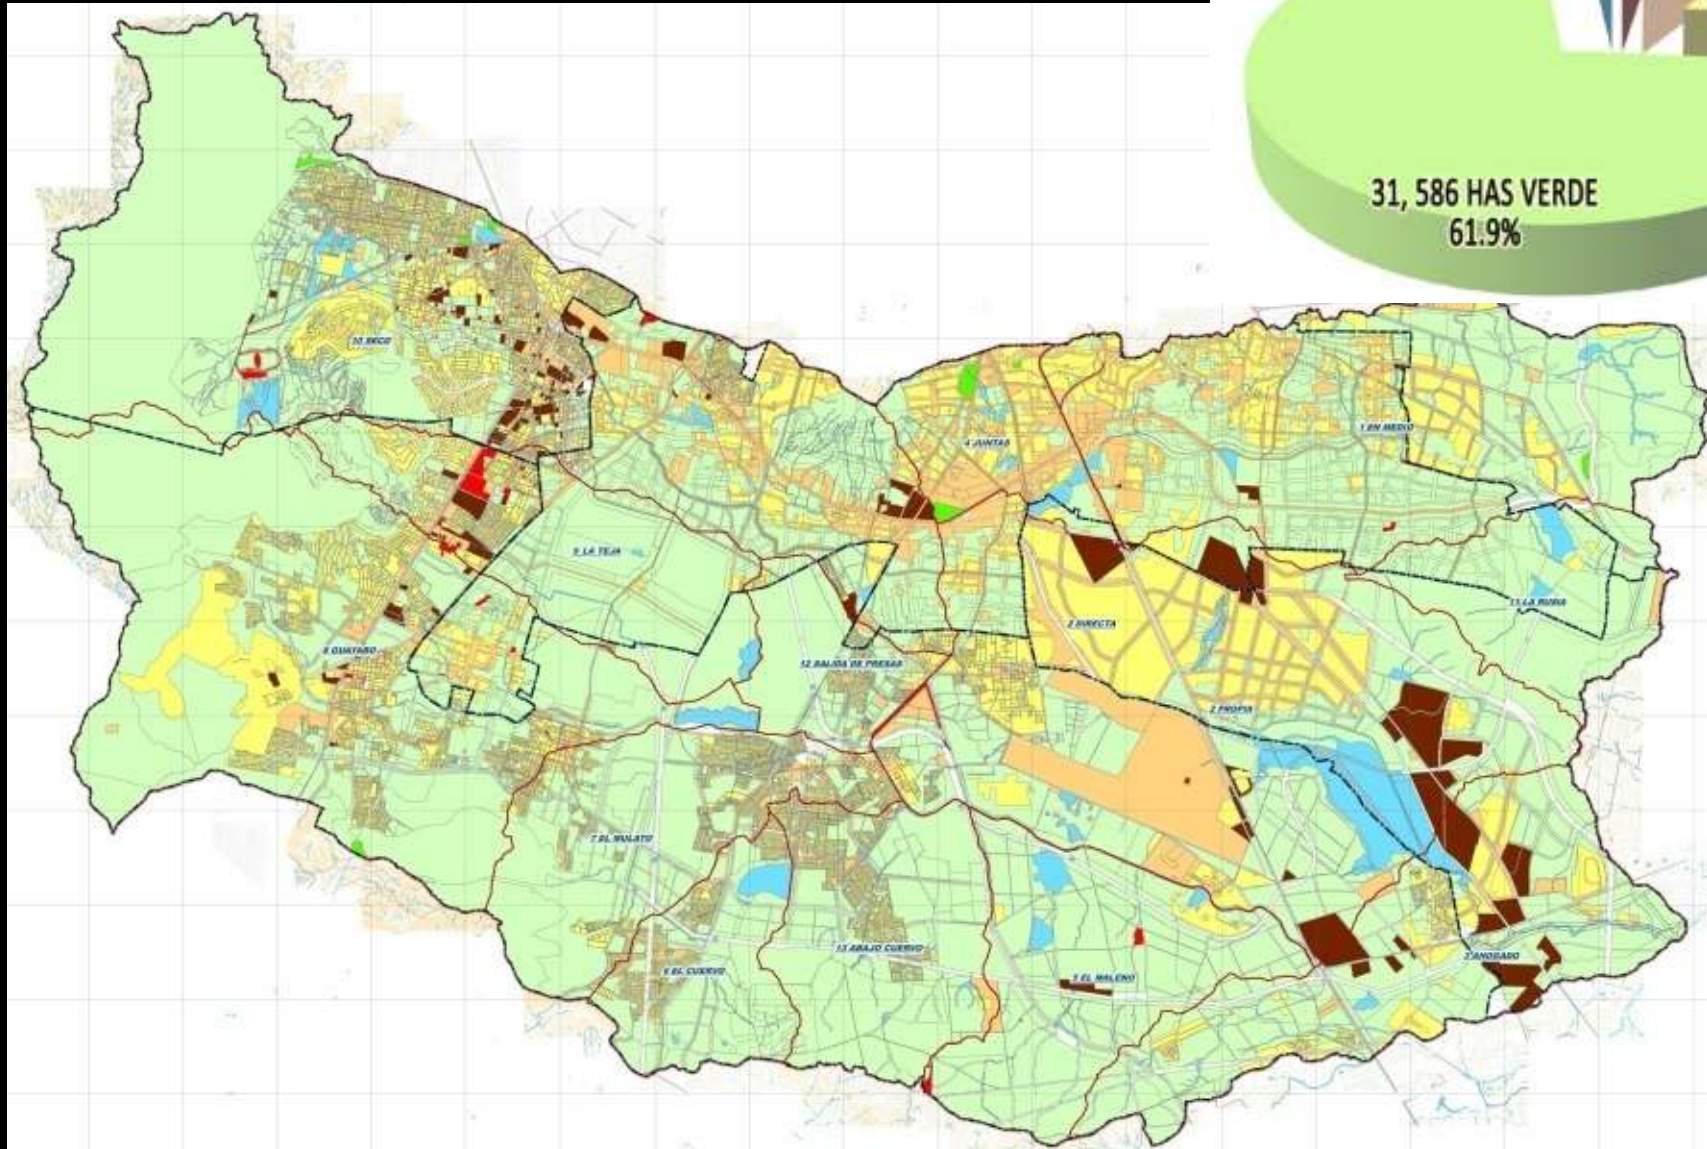 31, 586 HAS VERDE
61.9%
10 SECO
4 JUNTAS
1 EN MEDIO
9 LA TEJA
11 LA RUSIA
2 DIRECTA
8 GUAYABO
12 SALIDA DE PRESAS
2 PROPIA
7 EL MULATO
13 ABAJO CUERVO
6 EL CUERVO
3 AHOGADO
5 EL MALENO